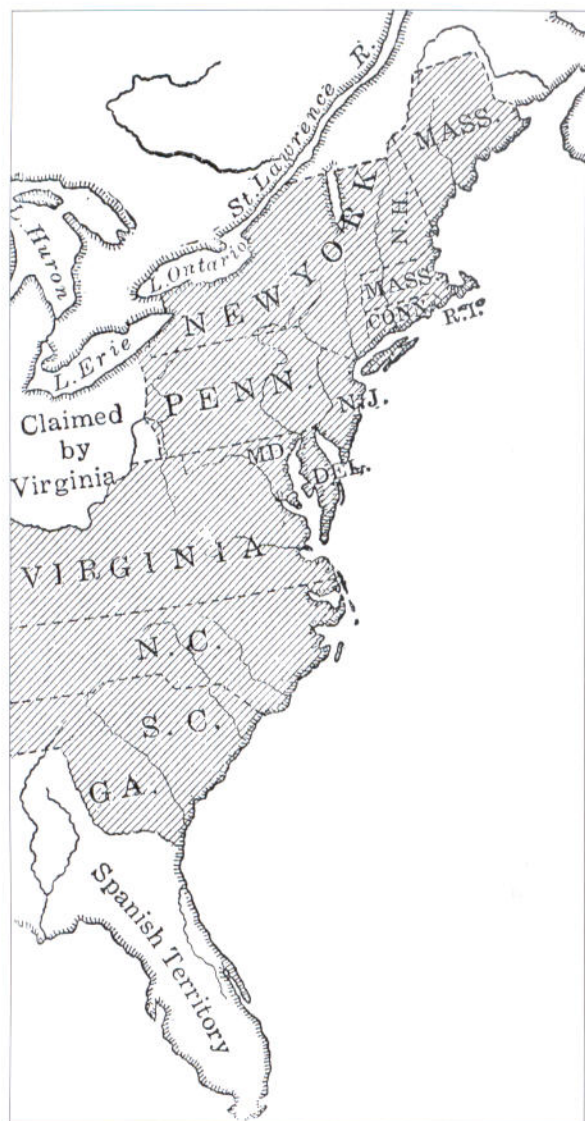 St. Lawrence R.
MASS.
L. Huron
L. Ontario
NEW YORK
N.H.
MASS.
CONN.
R.I.
L. Erie
PENN.
N.J.
Claimed
by
Virginia
MD.
DEL.
VIRGINIA
N.C.
S.C.
GA.
Spanish Territory